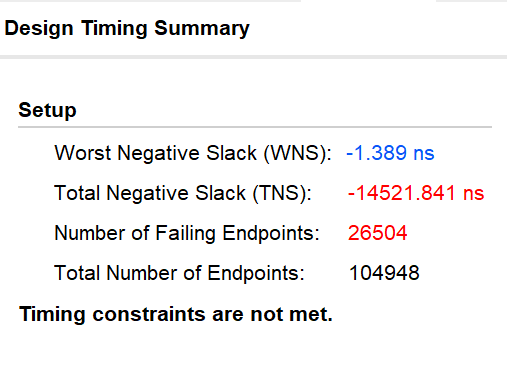 Design Timing Summary
Setup
Worst Negative Slack (WNS): -1.389 ns
Total Negative Slack (TNS): -14521.841 ns
Number of Failing Endpoints: 26504
Total Number of Endpoints: 104948
Timing constraints are not met.